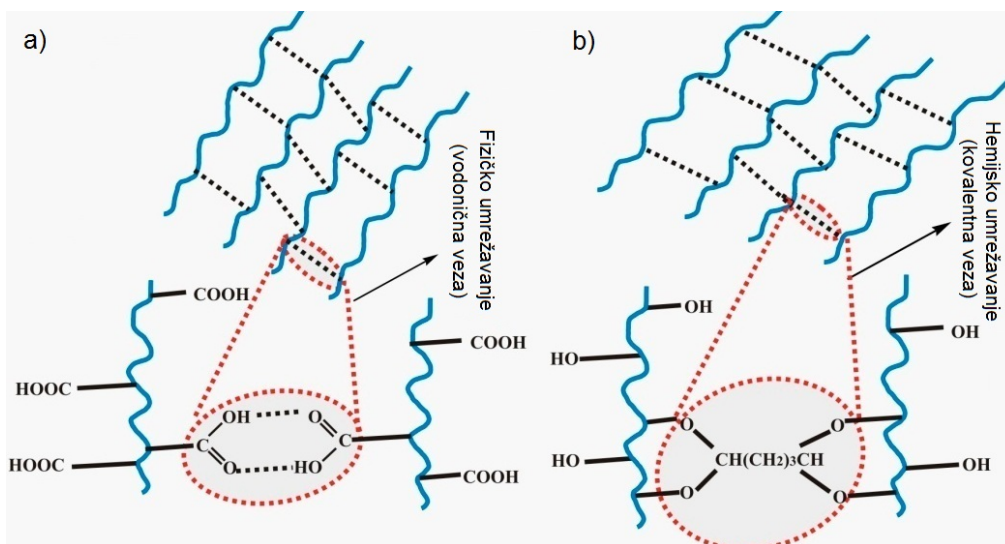 a)
Fizičko umrežavanje
(vodonična veza)
COOH
COOH
HOOC
OH
O
C
C
O
HO
HOOC
COOH
b)
Hemijsko umrežavanje
(kovalentna veza)
OH
OH
HO
O
O
CH(CH2)3CH
HO
OH
O
O